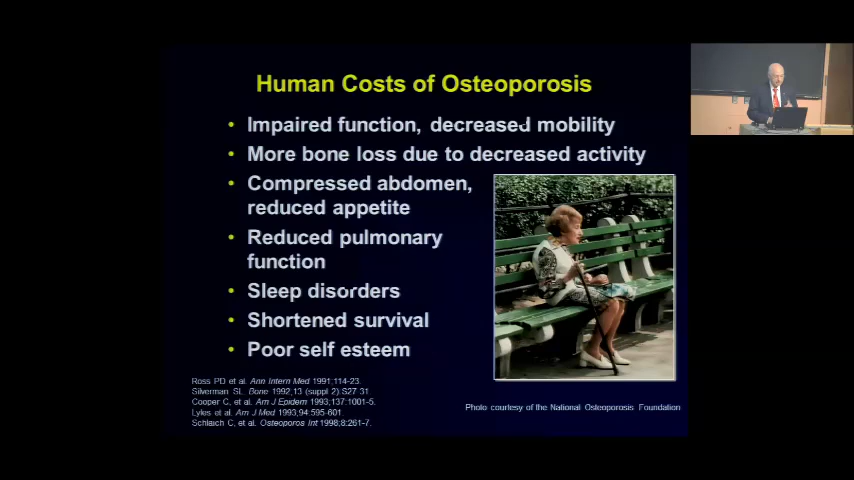 Human Costs of Osteoporosis
• Impaired function, decreased mobility
• More bone loss due to decreased activity
• Compressed abdomen,
reduced appetite
• Reduced pulmonary
function
• Sleep disorders
• Shortened survival
• Poor self esteem
Ross PD et al. Ann Intern Med 1991;114-23.
Silverman SL. Bone 1992;13 (suppl 2):S27-31.
Cooper C, et al. Am J Epidem 1993;137:1001-5.
Lyles et al. Am J Med 1993;94:595-601.
Schlaich C, et al. Osteoporos Int 1998;8:261-7.
Photo courtesy of the National Osteoporosis Foundation